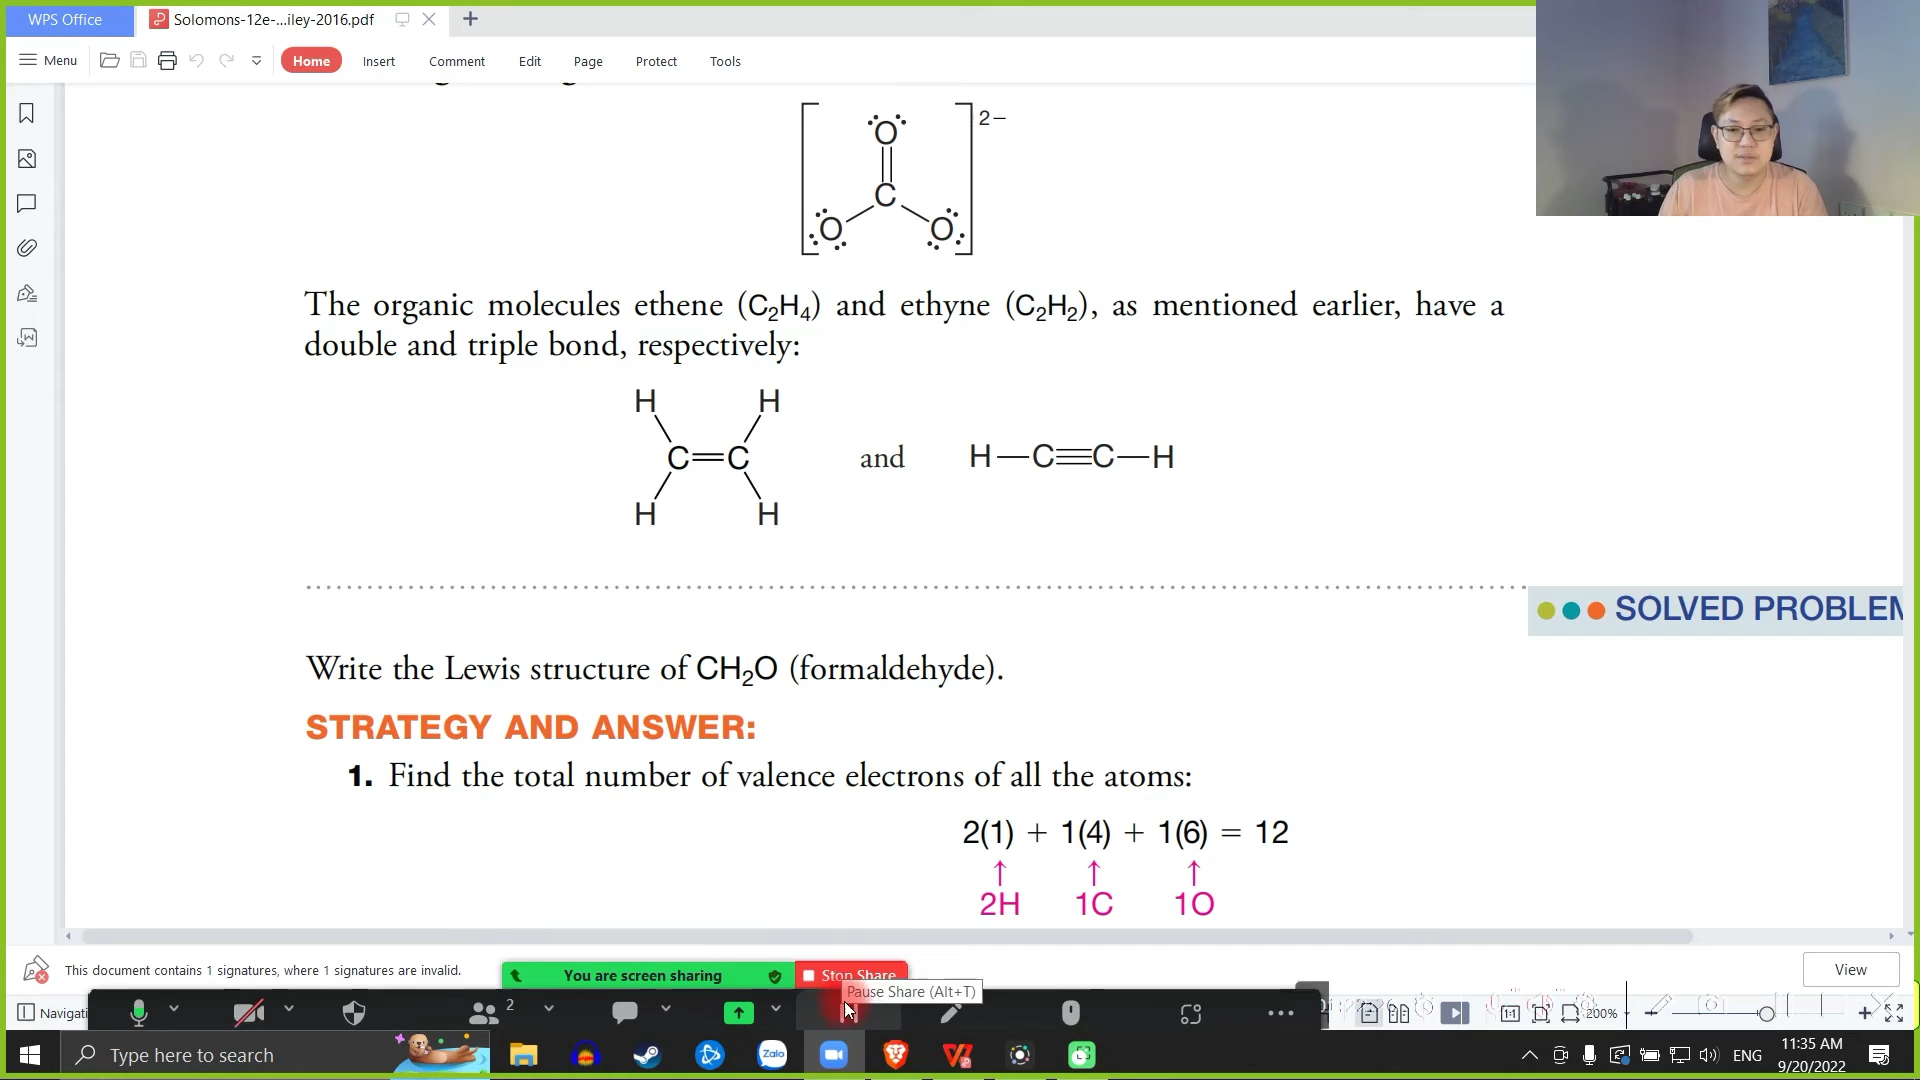 WPS Office
Solomons-12e-...iley-2016.pdf
Menu
Home
Insert
Comment
Edit
Page
Protect
Tools
O
2−
C
O
O
The organic molecules ethene (C₂H₄) and ethyne (C₂H₂), as mentioned earlier, have a
double and triple bond, respectively:
H H
C=C and H—C≡C—H
H H
SOLVED PROBLEM
Write the Lewis structure of CH₂O (formaldehyde).
STRATEGY AND ANSWER:
1. Find the total number of valence electrons of all the atoms:
2(1) + 1(4) + 1(6) = 12
↑ ↑ ↑
2H 1C 1O
This document contains 1 signatures, where 1 signatures are invalid.
View
You are screen sharing
Stop Share
Pause Share (Alt+T)
Navigati
2
1:1
200%
Type here to search
Zalo
ENG
11:35 AM
9/20/2022